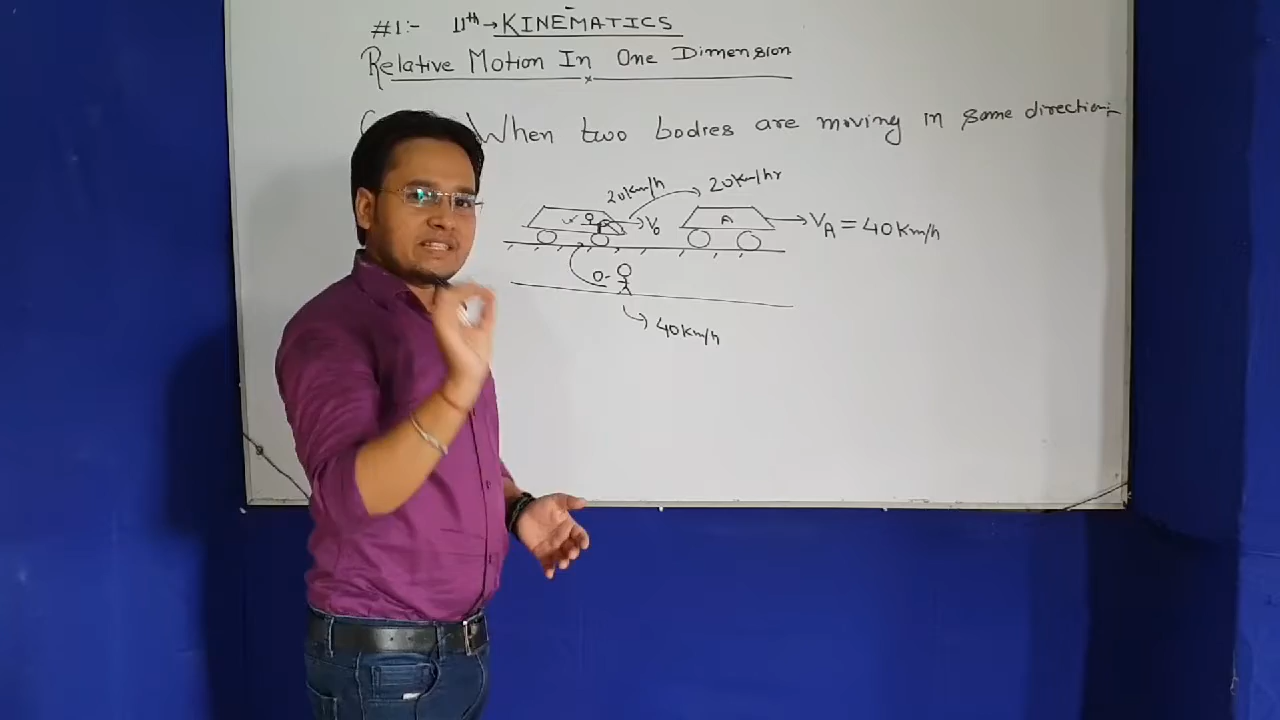 #1:- 11th→KINEMATICS
Relative Motion In One Dimension
When two bodies are moving in same direction:-
20km/h 20km/hr
V₀ A V_A = 40km/h
O-
40km/h